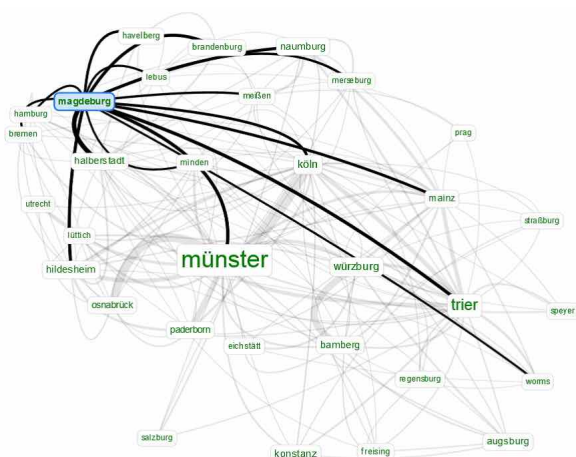 havelberg
brandenburg
naumburg
lebus
merseburg
meißen
magdeburg
hamburg
bremen
prag
halberstadt
minden
köln
mainz
utrecht
straßburg
lüttich
münster
hildesheim
würzburg
osnabrück
trier
speyer
paderborn
eichstätt
bamberg
regensburg
worms
salzburg
augsburg
konstanz
freising